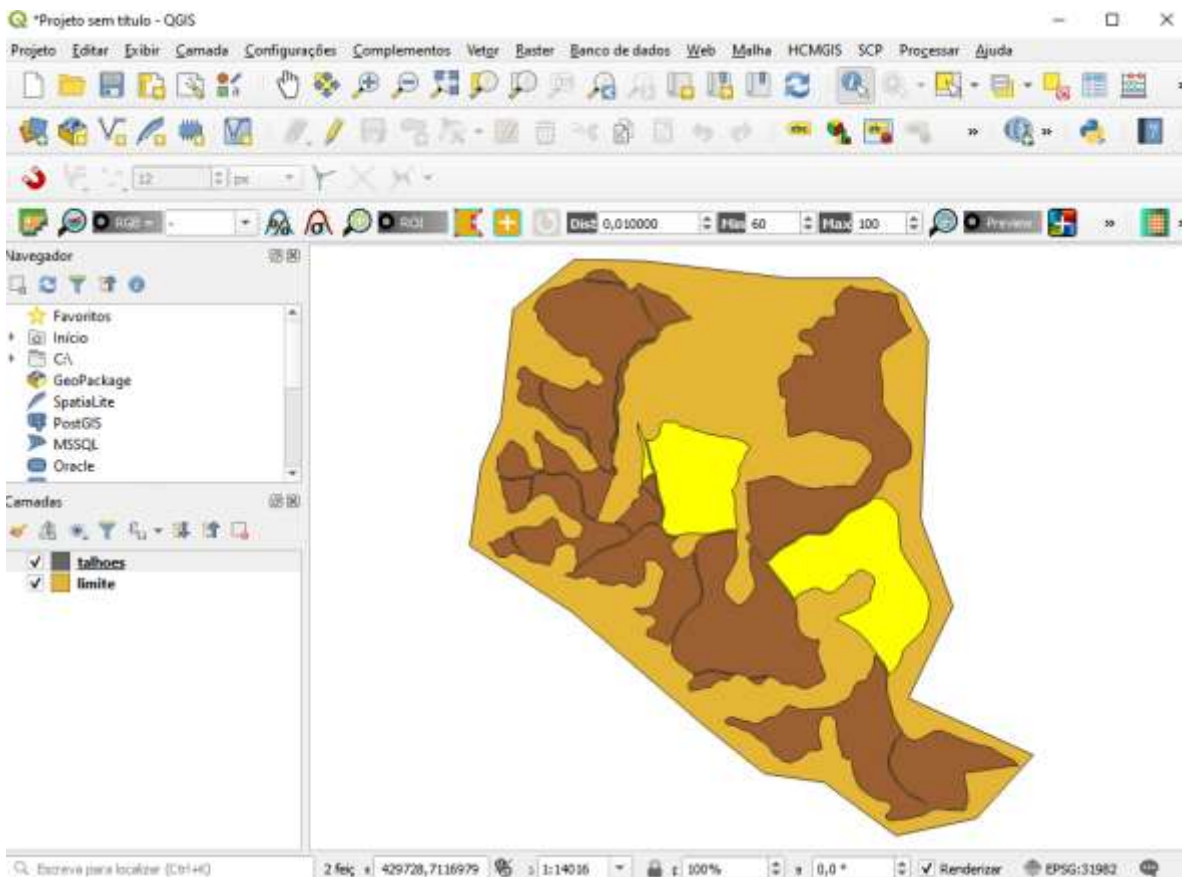 *Projeto sem título - QGIS
Projeto Editar Exibir Camada Configurações Complementos Vetor Raster Banco de dados Web Malha HCMGIS SCP Processar Ajuda
abc
12 px
RGB = - ROI Dist 0,010000 Min 60 Max 100 Preview
Navegador
Favoritos
Início
C:\
GeoPackage
SpatiaLite
PostGIS
MSSQL
Oracle
Camadas
talhoes
limite
Escreva para localizar (Ctrl+K) 2 feiç 429728,7116979 1:14016 100% 0,0 ° Renderizar EPSG:31982